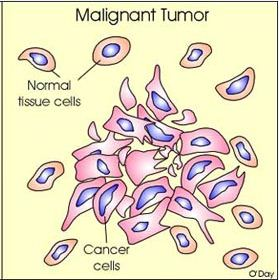 Malignant Tumor
Normal
tissue cells
Cancer
cells
O'Day